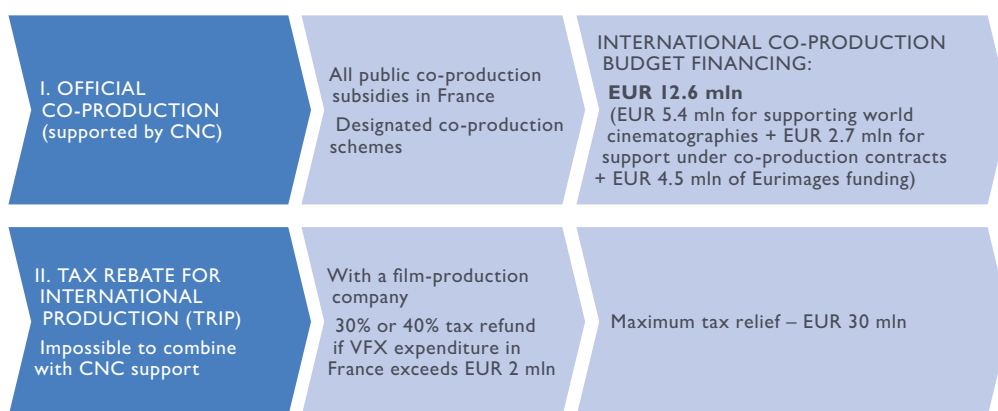 I. OFFICIAL
CO-PRODUCTION
(supported by CNC)
All public co-production
subsidies in France
Designated co-production
schemes
INTERNATIONAL CO-PRODUCTION
BUDGET FINANCING:
EUR 12.6 mln
(EUR 5.4 mln for supporting world
cinematographies + EUR 2.7 mln for
support under co-production contracts
+ EUR 4.5 mln of Eurimages funding)
II. TAX REBATE FOR
INTERNATIONAL
PRODUCTION (TRIP)
Impossible to combine
with CNC support
With a film-production
company
30% or 40% tax refund
if VFX expenditure in
France exceeds EUR 2 mln
Maximum tax relief – EUR 30 mln